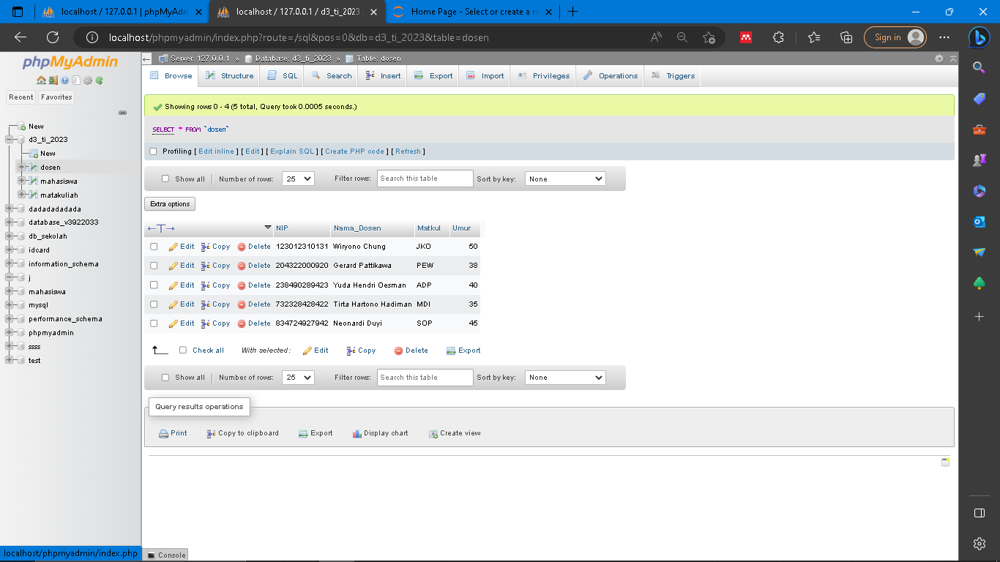 localhost / 127.0.0.1 | phpMyAdm
localhost / 127.0.0.1 / d3_ti_2023
Home Page - Select or create a n
localhost/phpmyadmin/index.php?route=/sql&pos=0&db=d3_ti_2023&table=dosen
Sign in
phpMyAdmin
Recent Favorites
New
d3_ti_2023
New
dosen
mahasiswa
matakuliah
dadadadadada
database_v3922033
db_sekolah
idcard
information_schema
j
mahasiswa
mysql
performance_schema
phpmyadmin
ssss
test
localhost/phpmyadmin/index.php
Server: 127.0.0.1 » Database: d3_ti_2023 » Table: dosen
Browse Structure SQL Search Insert Export Import Privileges Operations Triggers
Showing rows 0 - 4 (5 total, Query took 0.0005 seconds.)
SELECT * FROM `dosen`
Profiling [ Edit inline ] [ Edit ] [ Explain SQL ] [ Create PHP code ] [ Refresh ]
Show all Number of rows: 25 Filter rows: Search this table Sort by key: None
Extra options
NIP Nama_Dosen Matkul Umur
Edit Copy Delete 123012310131 Wiryono Chung JKO 50
Edit Copy Delete 204322000920 Gerard Pattikawa PEW 38
Edit Copy Delete 238490289423 Yuda Hendri Oesman ADP 40
Edit Copy Delete 732328428422 Tirta Hartono Hadiman MDI 35
Edit Copy Delete 834724927942 Neonardi Duyi SOP 45
Check all With selected: Edit Copy Delete Export
Show all Number of rows: 25 Filter rows: Search this table Sort by key: None
Query results operations
Print Copy to clipboard Export Display chart Create view
Console